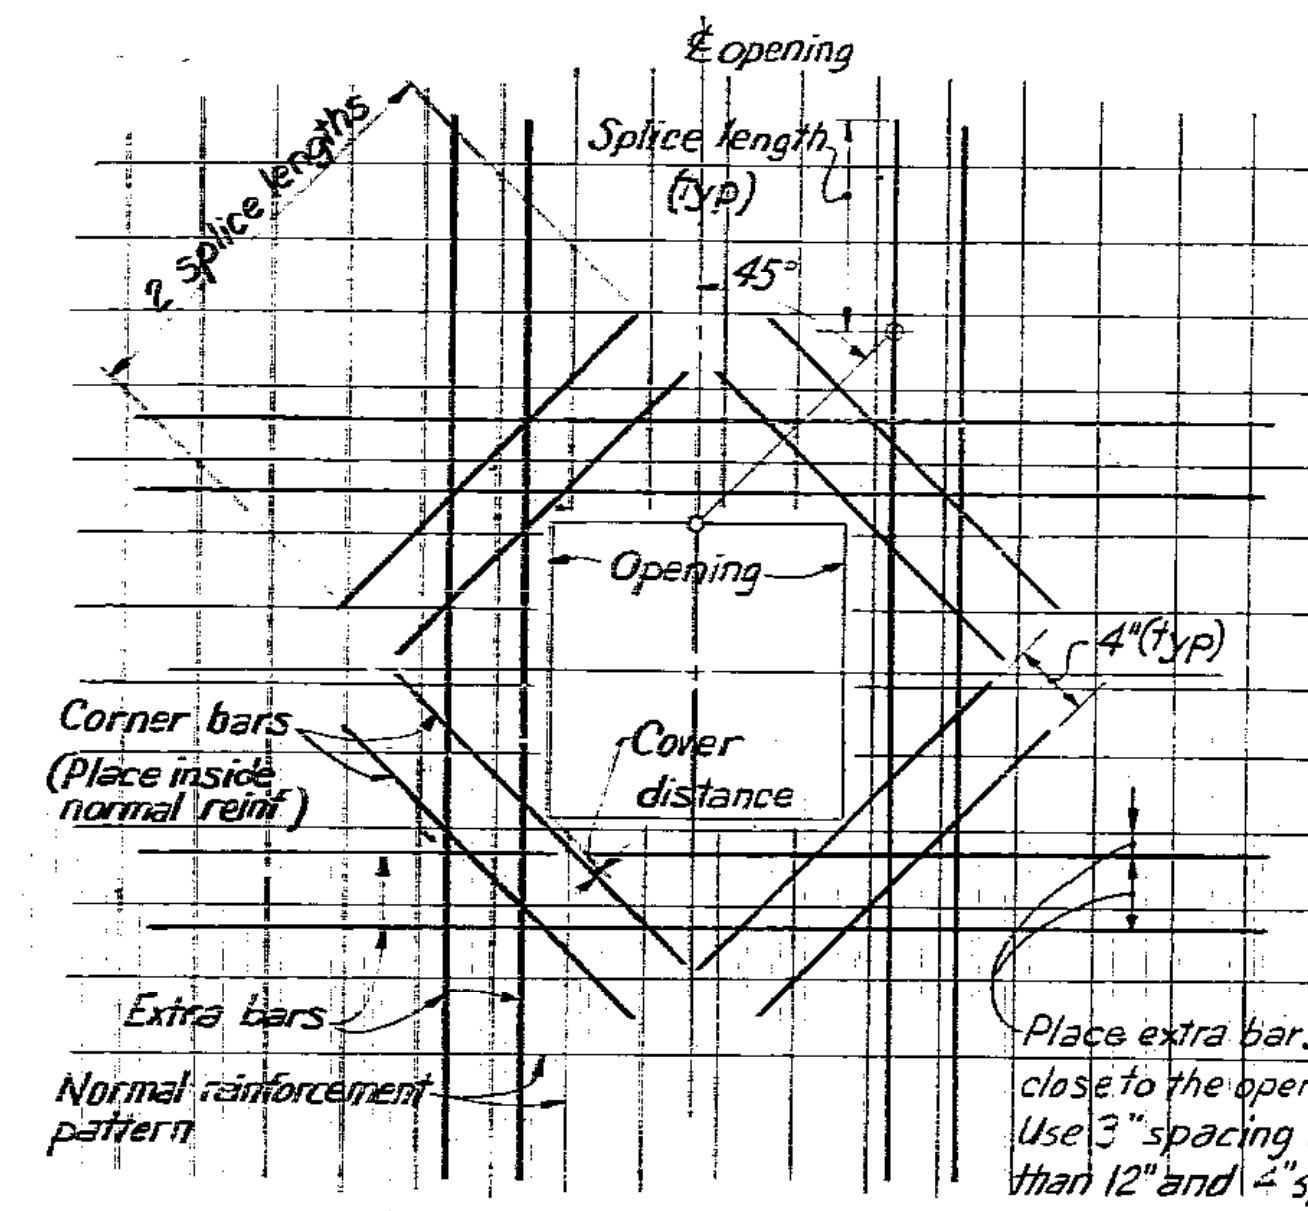 ℄ opening
2 splice lengths
Splice length
(typ)
45°
Opening
4"(typ)
Corner bars
(Place inside
normal reinf)
Cover
distance
Extra bars
Normal reinforcement
pattern
Place extra bar
close to the oper
Use 3" spacing
than 12" and